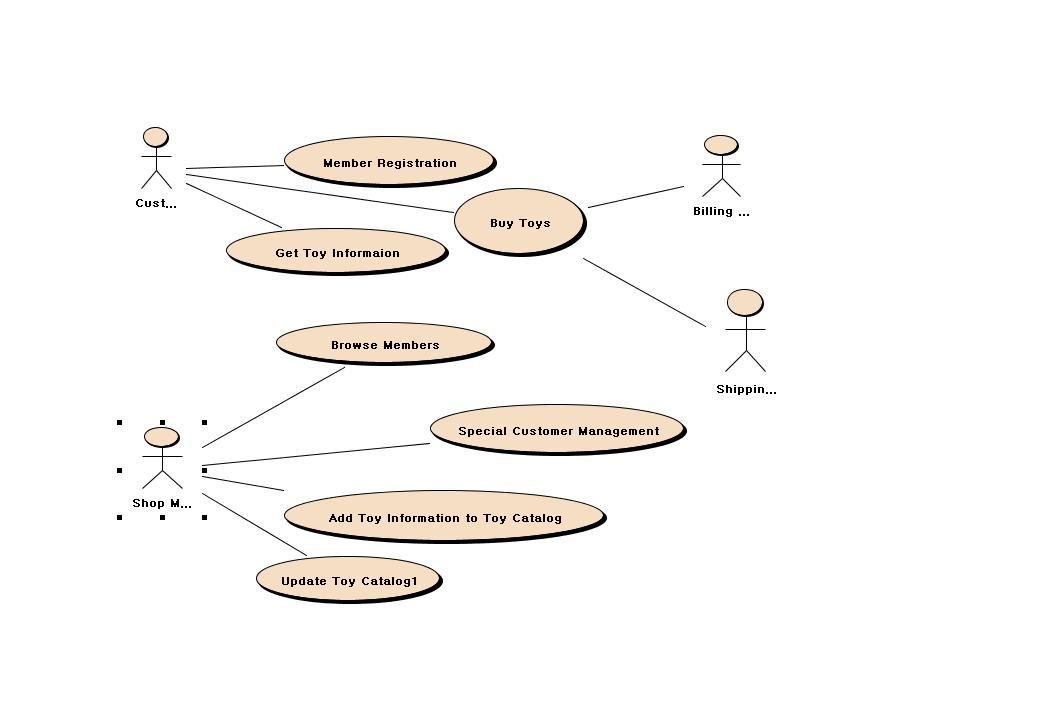 Member Registration
Cust...
Billing ...
Buy Toys
Get Toy Informaion
Browse Members
Shippin...
Special Customer Management
Shop M...
Add Toy Information to Toy Catalog
Update Toy Catalog1